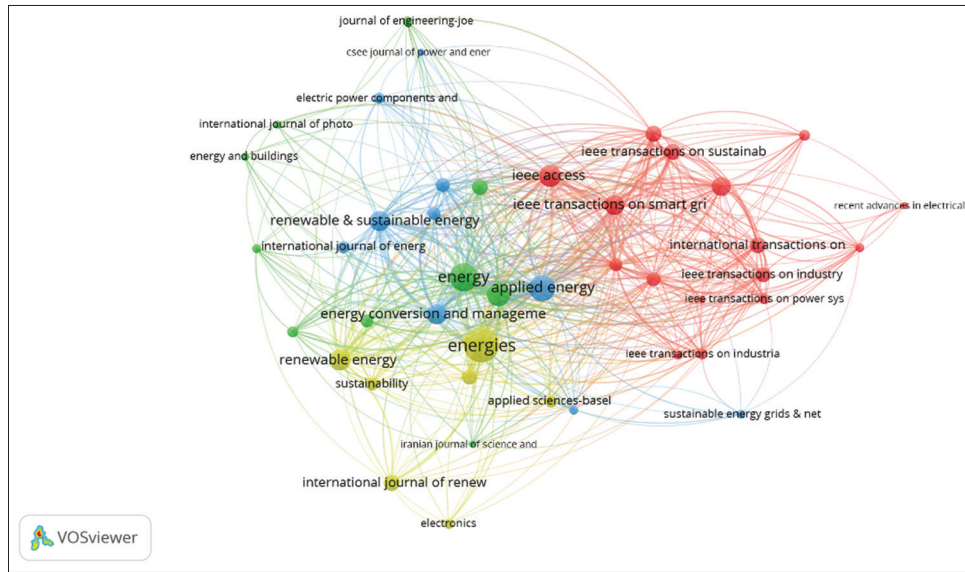 journal of engineering-joe
csee journal of power and ener
electric power components and
international journal of photo
energy and buildings
ieee transactions on sustainab
ieee access
ieee transactions on smart gri
recent advances in electrical
renewable & sustainable energy
international journal of energ
international transactions on
energy
ieee transactions on industry
applied energy
ieee transactions on power sys
energy conversion and manageme
energies
ieee transactions on industria
renewable energy
sustainability
applied sciences-basel
sustainable energy grids & net
iranian journal of science and
international journal of renew
electronics
VOSviewer